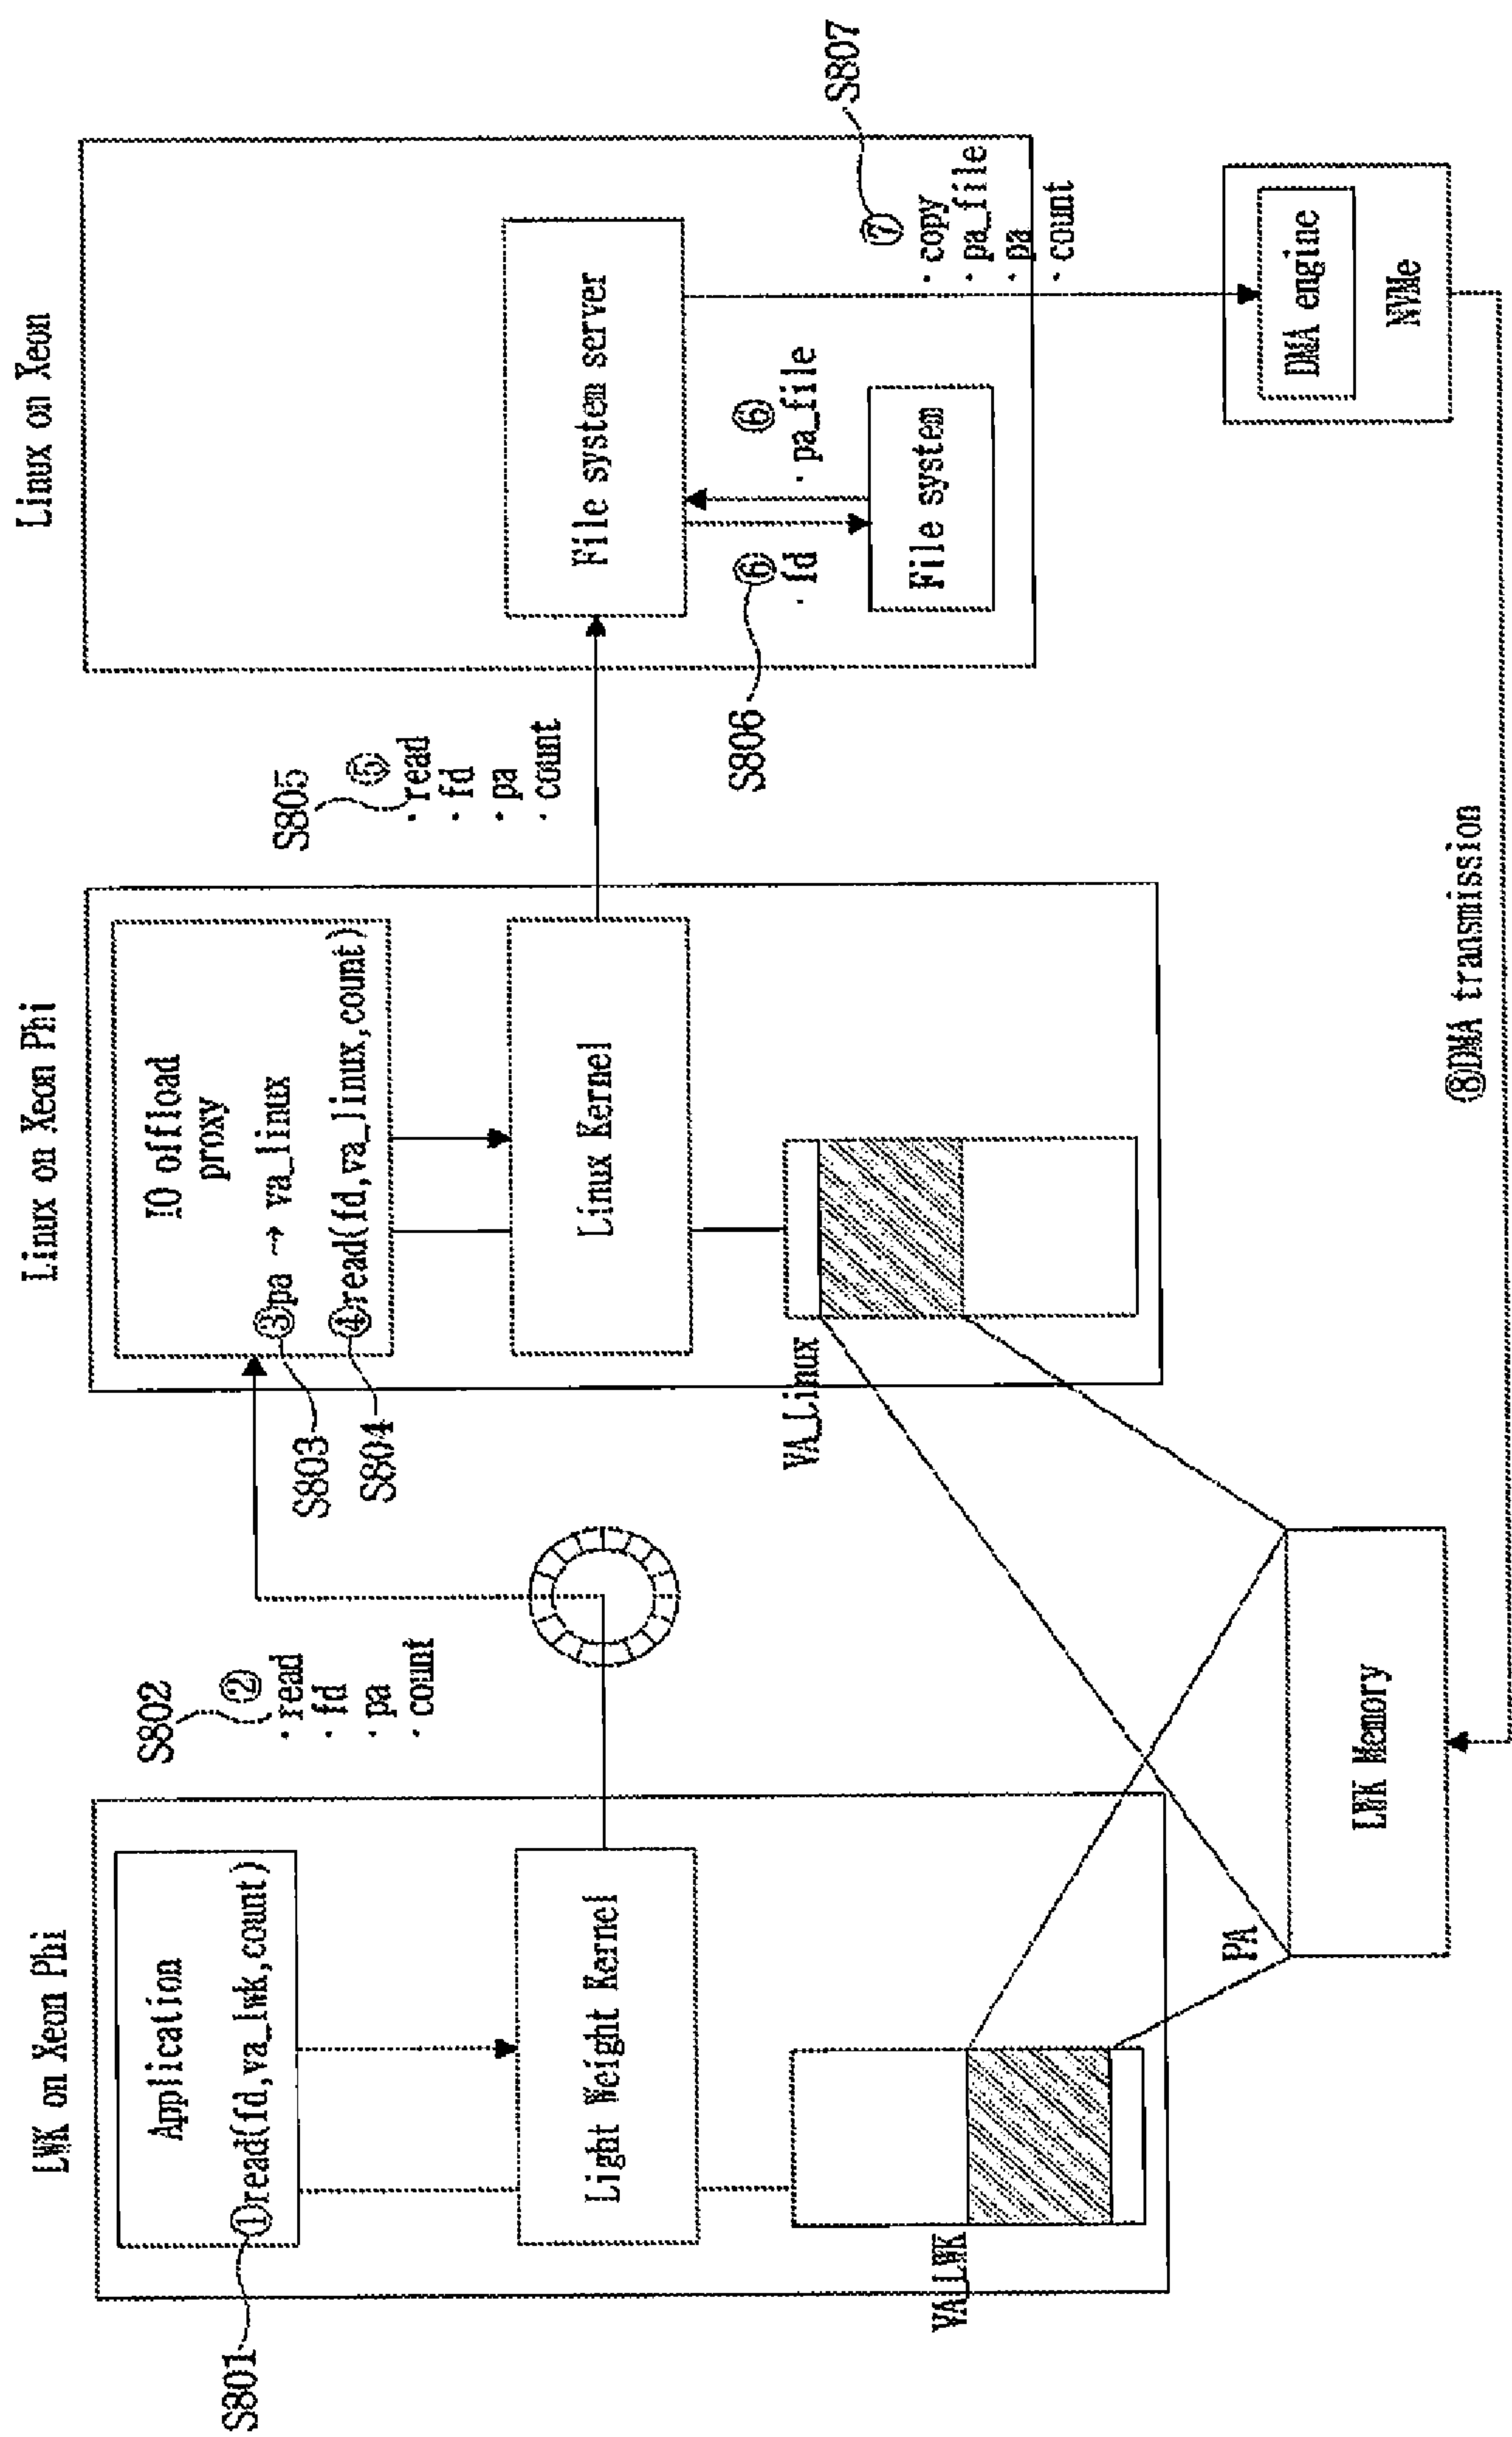 LWK on Xeon Phi
Application
①read(fd,va_lwk,count)
S801
Light Weight Kernel
VA_LWK
S802
②
·read
·fd
·pa
·count
Linux on Xeon Phi
IO offload
proxy
③pa → va_linux
④read(fd,va_linux,count)
S803
S804
Linux Kernel
VA_Linux
PA
LWK Memory
S805
⑤
·read
·fd
·pa
·count
Linux on Xeon
File system server
⑥
·fd
⑥
·pa_file
S806
File system
S807
⑦
·copy
·pa_file
·pa
·count
DMA engine
NVMe
⑧DMA transmission